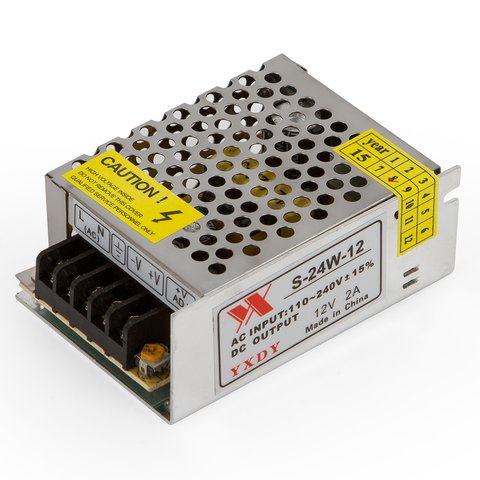 CAUTION !
HIGH VOLTAGE INSIDE
DO NOT REMOVE THIS COVER
QUALIFIED SERVICE PERSONNEL ONLY
L N -V +V +V
(AC) AD
year 1 2 3
15 7 9 4
10 5
11 12 6
S-24W-12
AC INPUT:110~240V±15%
DC OUTPUT 12V 2A
YXDY Made in China